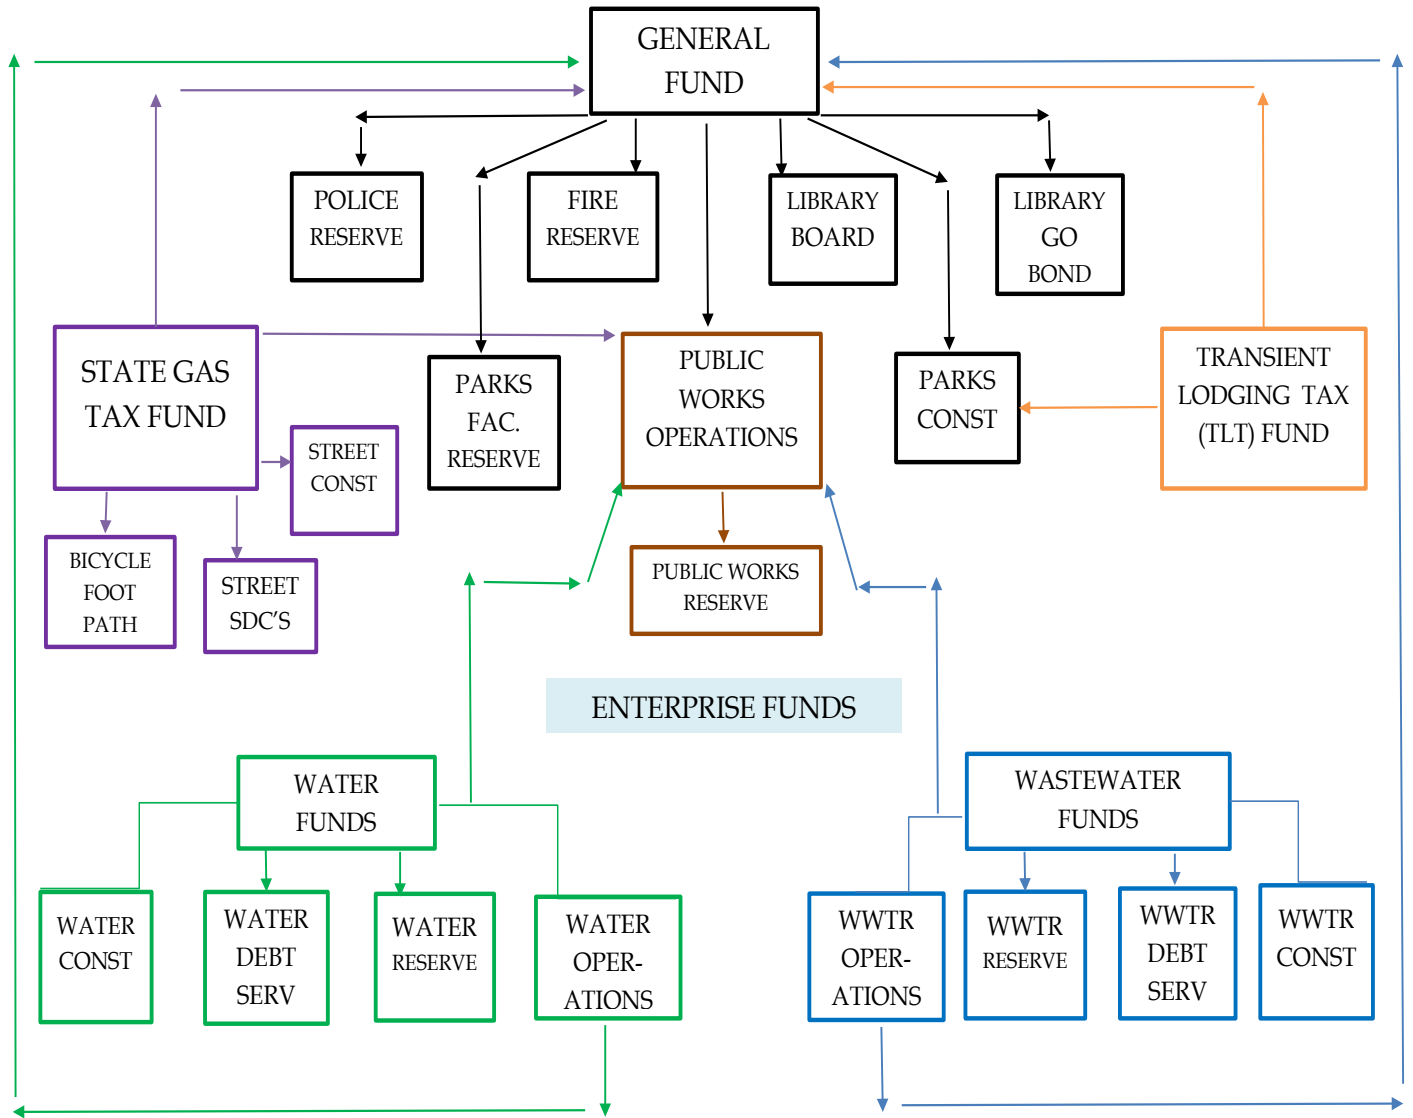 GENERAL
FUND
POLICE
RESERVE
FIRE
RESERVE
LIBRARY
BOARD
LIBRARY
GO
BOND
STATE GAS
TAX FUND
PARKS
FAC.
RESERVE
PUBLIC
WORKS
OPERATIONS
PARKS
CONST
TRANSIENT
LODGING TAX
(TLT) FUND
STREET
CONST
BICYCLE
FOOT
PATH
STREET
SDC’S
PUBLIC WORKS
RESERVE
ENTERPRISE FUNDS
WATER
FUNDS
WASTEWATER
FUNDS
WATER
CONST
WATER
DEBT
SERV
WATER
RESERVE
WATER
OPER-
ATIONS
WWTR
OPER-
ATIONS
WWTR
RESERVE
WWTR
DEBT
SERV
WWTR
CONST